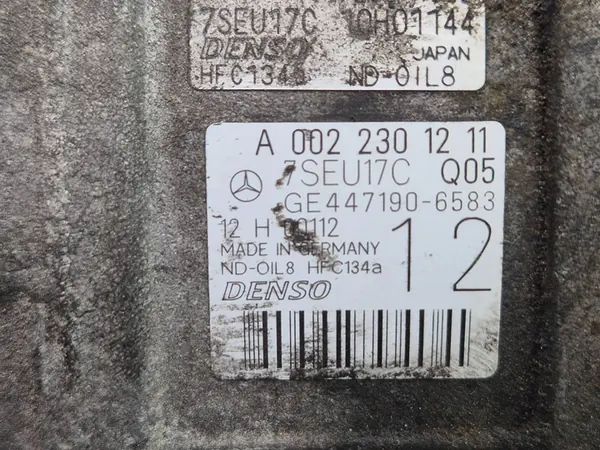 7SEU17C 10H01144
DENSO JAPAN
HFC134a ND-OIL8
A 002 230 12 11
7SEU17C Q05
GE447190-6583
12 H 00112
MADE IN GERMANY
ND-OIL8 HFC134a
12
DENSO